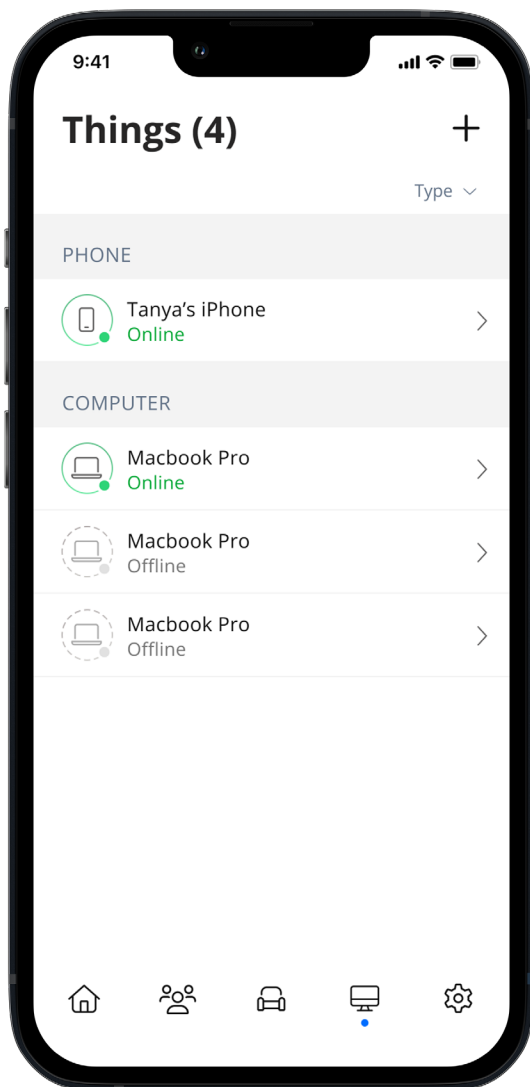 9:41
Things (4)
Type
PHONE
Tanya’s iPhone
Online
COMPUTER
Macbook Pro
Online
Macbook Pro
Offline
Macbook Pro
Offline